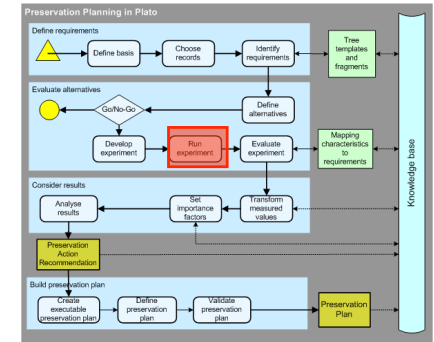 Preservation Planning in Plato
Define requirements
Define basis
Choose
records
Identify
requirements
Tree
templates
and
fragments
Evaluate alternatives
Go/No-Go
Define
alternatives
Develop
experiment
Run
experiment
Evaluate
experiment
Mapping
characteristics
to
requirements
Knowledge base
Consider results
Analyse
results
Set
importance
factors
Transform
measured
values
Preservation
Action
Recommendation
Build preservation plan
Create
executable
preservation plan
Define
preservation
plan
Validate
preservation
plan
Preservation
Plan